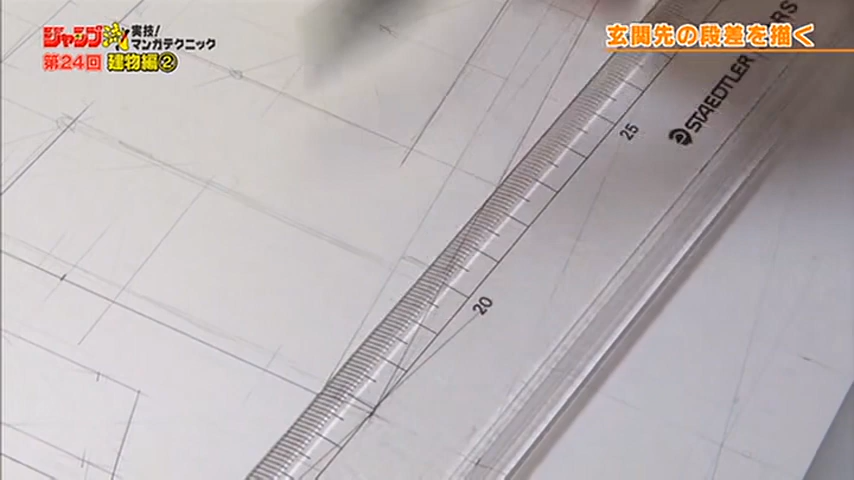 ジャンプ流!
実技!
マンガテクニック
第24回 建物編②
玄関先の段差を描く
25
STAEDTLER
20